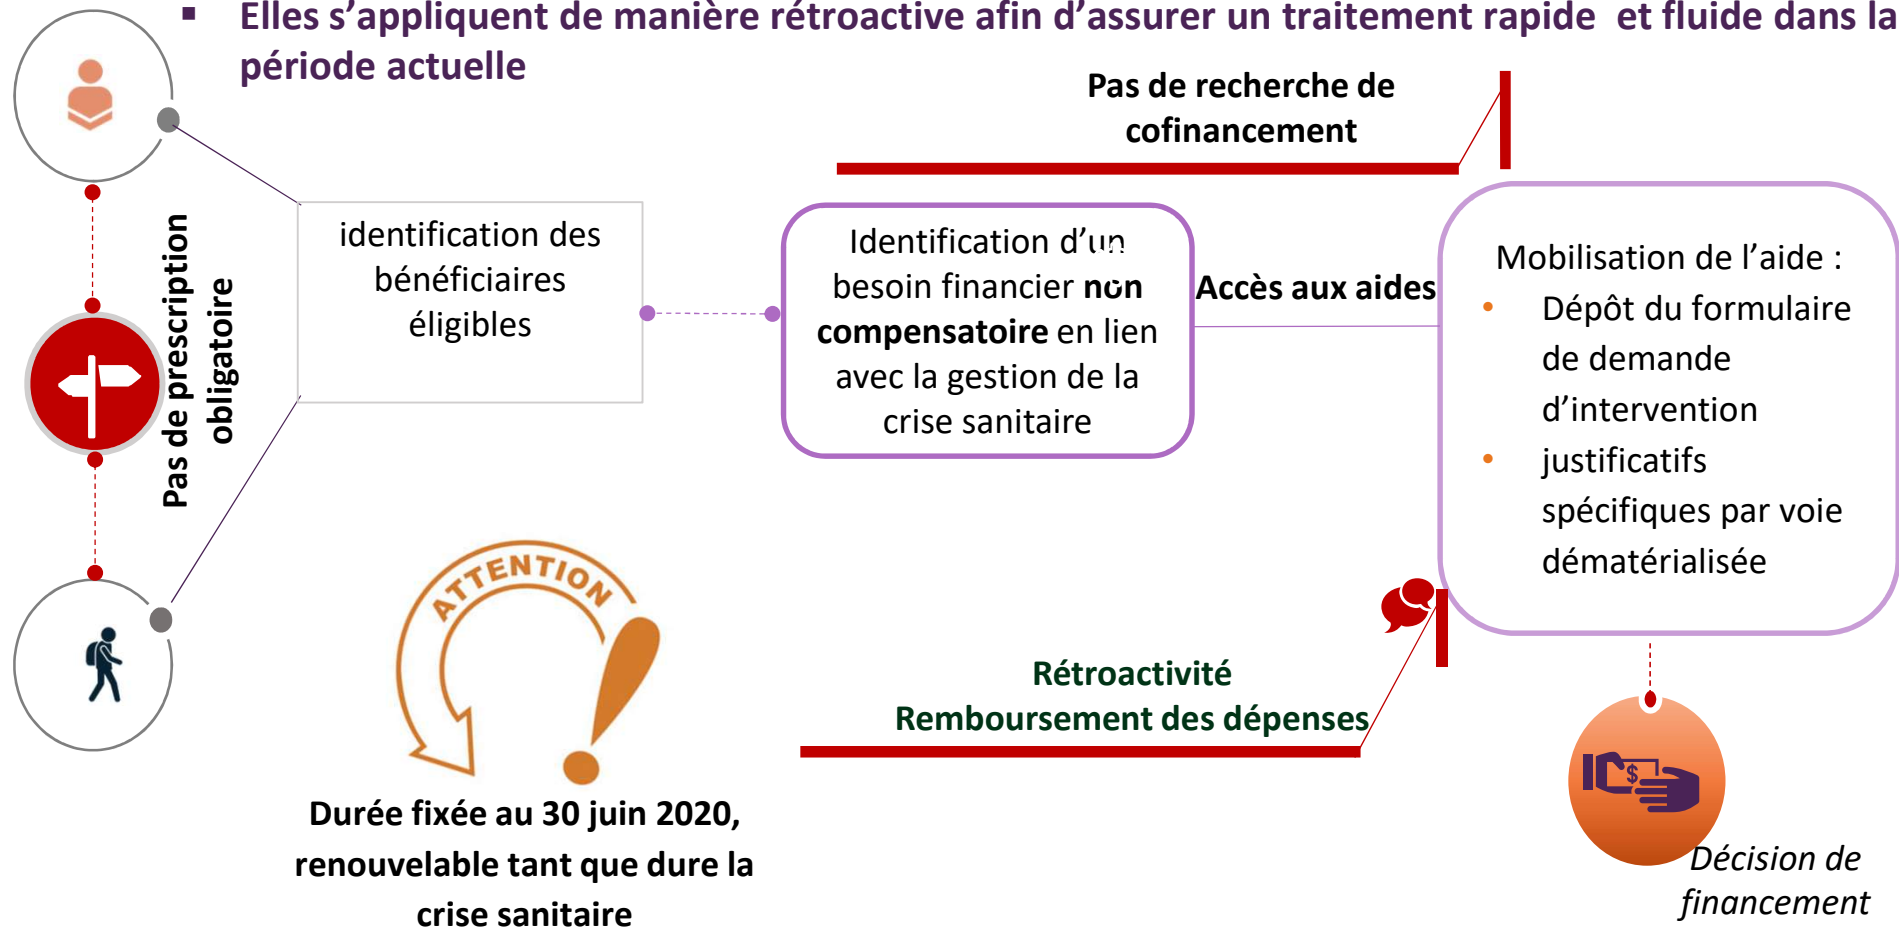 ▪ Elles s’appliquent de manière rétroactive afin d’assurer un traitement rapide et fluide dans la
période actuelle
Pas de recherche de
cofinancement
Pas de prescription
obligatoire
identification des
bénéficiaires
éligibles
Identification d’un
besoin financier non
compensatoire en lien
avec la gestion de la
crise sanitaire
Accès aux aides
Mobilisation de l’aide :
• Dépôt du formulaire
de demande
d’intervention
• justificatifs
spécifiques par voie
dématérialisée
ATTENTION
Durée fixée au 30 juin 2020,
renouvelable tant que dure la
crise sanitaire
Rétroactivité
Remboursement des dépenses
$
Décision de
financement